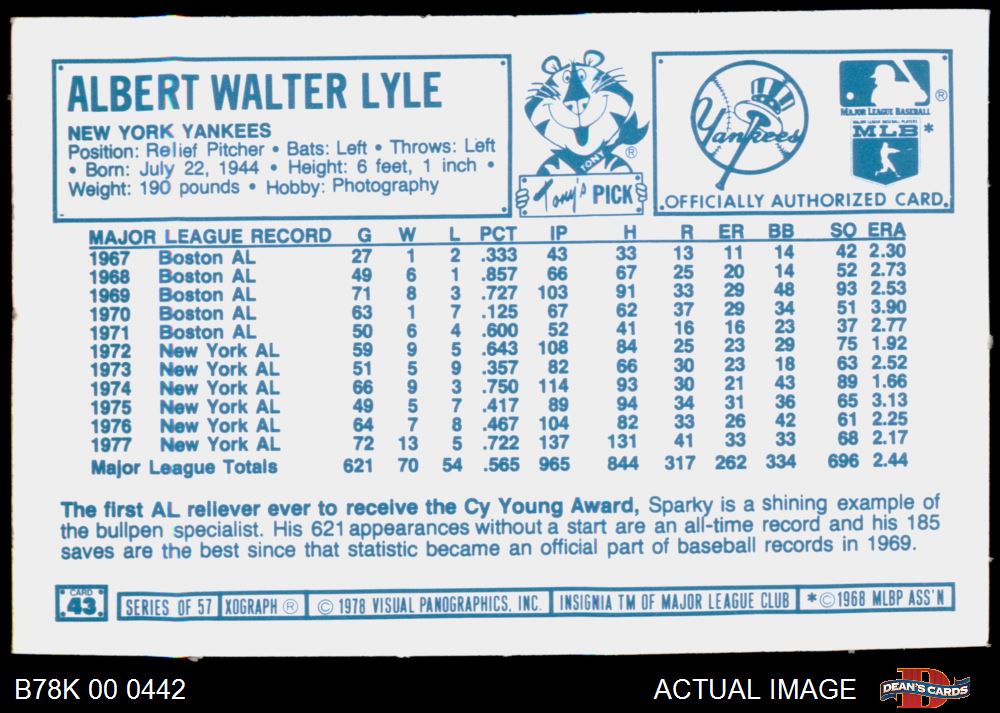 ALBERT WALTER LYLE
NEW YORK YANKEES
Position: Relief Pitcher • Bats: Left • Throws: Left
• Born: July 22, 1944 • Height: 6 feet, 1 inch •
Weight: 190 pounds • Hobby: Photography
TONY
®
Tony's PICK
Yankees
®
MAJOR LEAGUE BASEBALL
MAJOR LEAGUE BASEBALL PLAYERS
MLB *
OFFICIALLY AUTHORIZED CARD.
MAJOR LEAGUE RECORD G W L PCT IP H R ER BB SO ERA
1967 Boston AL 27 1 2 .333 43 33 13 11 14 42 2.30
1968 Boston AL 49 6 1 .857 66 67 25 20 14 52 2.73
1969 Boston AL 71 8 3 .727 103 91 33 29 48 93 2.53
1970 Boston AL 63 1 7 .125 67 62 37 29 34 51 3.90
1971 Boston AL 50 6 4 .600 52 41 16 16 23 37 2.77
1972 New York AL 59 9 5 .643 108 84 25 23 29 75 1.92
1973 New York AL 51 5 9 .357 82 66 30 23 18 63 2.52
1974 New York AL 66 9 3 .750 114 93 30 21 43 89 1.66
1975 New York AL 49 5 7 .417 89 94 34 31 36 65 3.13
1976 New York AL 64 7 8 .467 104 82 33 26 42 61 2.25
1977 New York AL 72 13 5 .722 137 131 41 33 33 68 2.17
Major League Totals 621 70 54 .565 965 844 317 262 334 696 2.44
The first AL reliever ever to receive the Cy Young Award, Sparky is a shining example of
the bullpen specialist. His 621 appearances without a start are an all-time record and his 185
saves are the best since that statistic became an official part of baseball records in 1969.
CARD
43
SERIES OF 57 XOGRAPH ® © 1978 VISUAL PANOGRAPHICS, INC. INSIGNIA TM OF MAJOR LEAGUE CLUB * © 1968 MLBP ASS'N
B78K 00 0442
ACTUAL IMAGE
DEAN'S CARDS